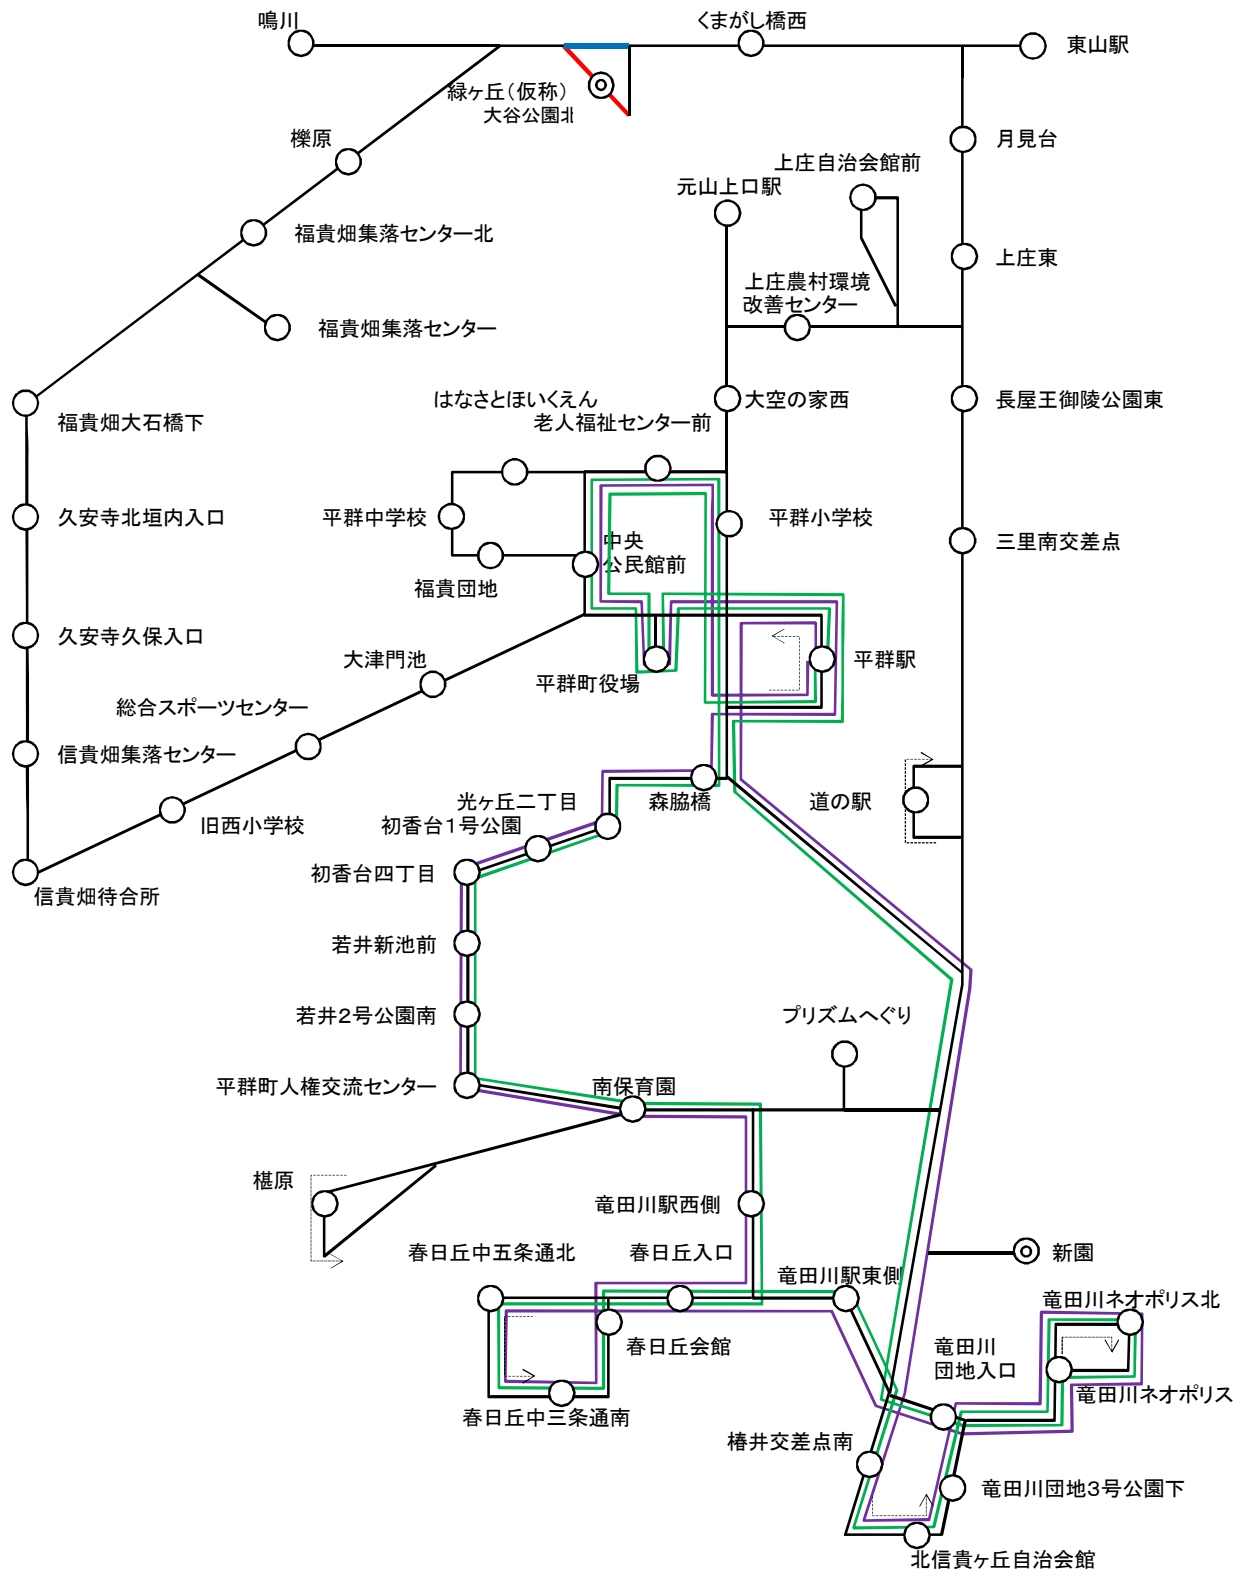 鳴川
くまがし橋西
東山駅
緑ヶ丘（仮称）
大谷公園北
櫟原
月見台
上庄自治会館前
元山上口駅
福貴畑集落センター北
上庄東
上庄農村環境
改善センター
福貴畑集落センター
はなさとほいくえん
大空の家西
長屋王御陵公園東
福貴畑大石橋下
老人福祉センター前
久安寺北垣内入口
平群中学校
平群小学校
中央
公民館前
三里南交差点
福貴団地
久安寺久保入口
大津門池
平群駅
平群町役場
総合スポーツセンター
信貴畑集落センター
道の駅
森脇橋
光ヶ丘二丁目
初香台１号公園
旧西小学校
初香台四丁目
信貴畑待合所
若井新池前
若井２号公園南
プリズムへぐり
平群町人権交流センター
南保育園
椹原
竜田川駅西側
春日丘中五条通北
春日丘入口
新園
竜田川駅東側
竜田川ネオポリス北
春日丘会館
竜田川
団地入口
竜田川ネオポリス
春日丘中三条通南
椿井交差点南
竜田川団地3号公園下
北信貴ヶ丘自治会館